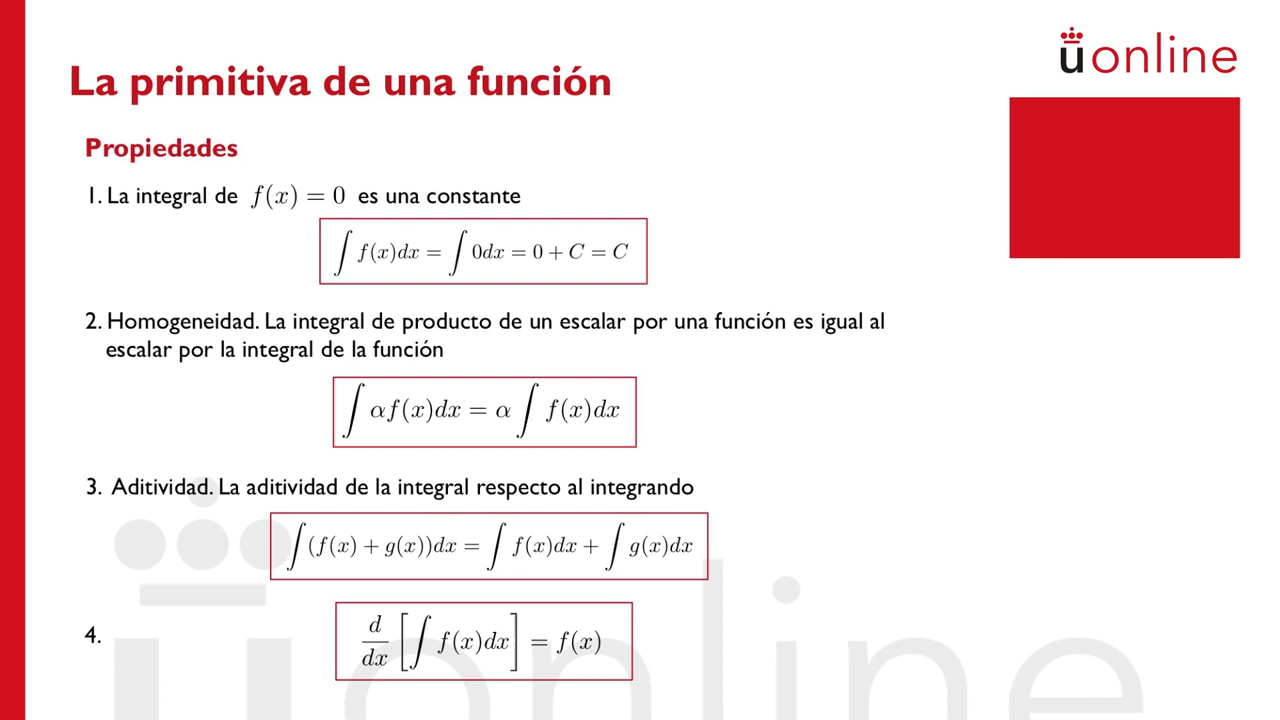 üonline
La primitiva de una función
Propiedades
1. La integral de f(x) = 0 es una constante
∫ f(x)dx = ∫ 0dx = 0 + C = C
2. Homogeneidad. La integral de producto de un escalar por una función es igual al
escalar por la integral de la función
∫ αf(x)dx = α ∫ f(x)dx
3. Aditividad. La aditividad de la integral respecto al integrando
∫ (f(x) + g(x))dx = ∫ f(x)dx + ∫ g(x)dx
4. d/dx [∫ f(x)dx] = f(x)
üonline